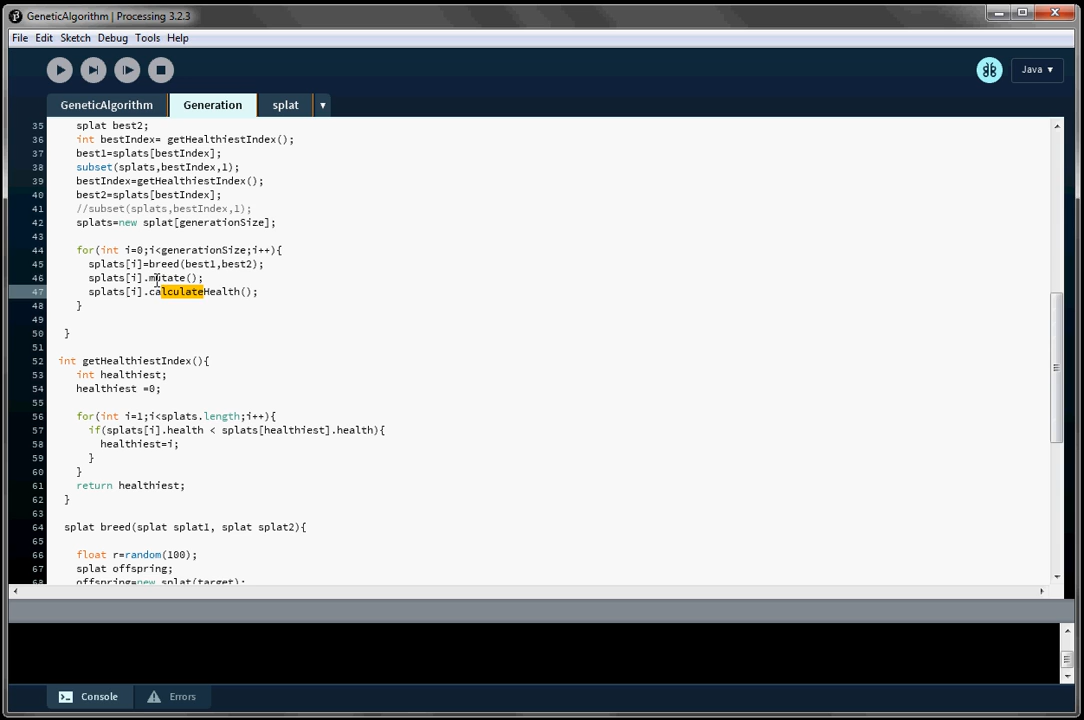 GeneticAlgorithm | Processing 3.2.3
File Edit Sketch Debug Tools Help
Java ▾
GeneticAlgorithm Generation splat ▾
35 splat best2;
36 int bestIndex= getHealthiestIndex();
37 best1=splats[bestIndex];
38 subset(splats,bestIndex,1);
39 bestIndex=getHealthiestIndex();
40 best2=splats[bestIndex];
41 //subset(splats,bestIndex,1);
42 splats=new splat[generationSize];
43
44 for(int i=0;i<generationSize;i++){
45 splats[i]=breed(best1,best2);
46 splats[i].mutate();
47 splats[i].calculateHealth();
48 }
49
50 }
51
52 int getHealthiestIndex(){
53 int healthiest;
54 healthiest =0;
55
56 for(int i=1;i<splats.length;i++){
57 if(splats[i].health < splats[healthiest].health){
58 healthiest=i;
59 }
60 }
61 return healthiest;
62 }
63
64 splat breed(splat splat1, splat splat2){
65
66 float r=random(100);
67 splat offspring;
68 offspring=new splat(target);
Console Errors